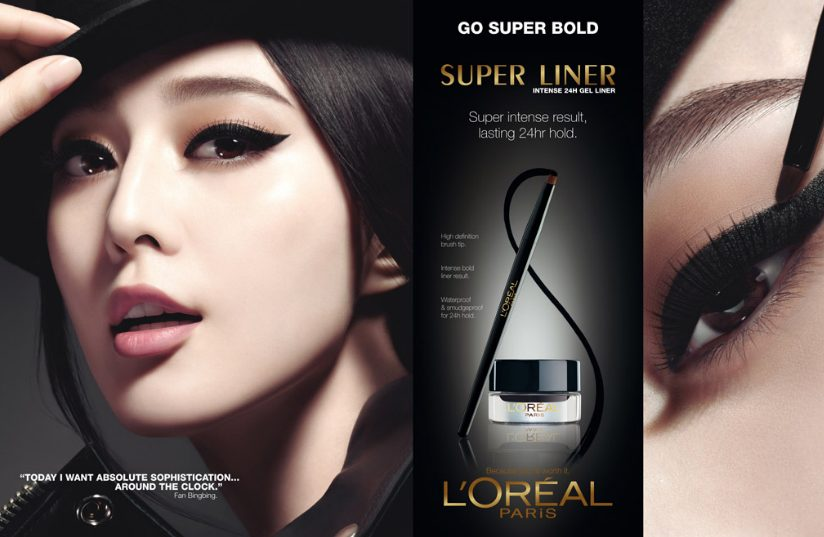 GO SUPER BOLD
SUPER LINER
INTENSE 24H GEL LINER
Super intense result,
lasting 24hr hold.
High definition
brush tip.
Intense bold
liner result.
Waterproof
& smudgeproof
for 24h hold.
L'ORÉAL
L'ORÉAL
PARIS
"TODAY I WANT ABSOLUTE SOPHISTICATION...
AROUND THE CLOCK."
Fan Bingbing.
Because worth it.
L'ORÉAL
PARIS